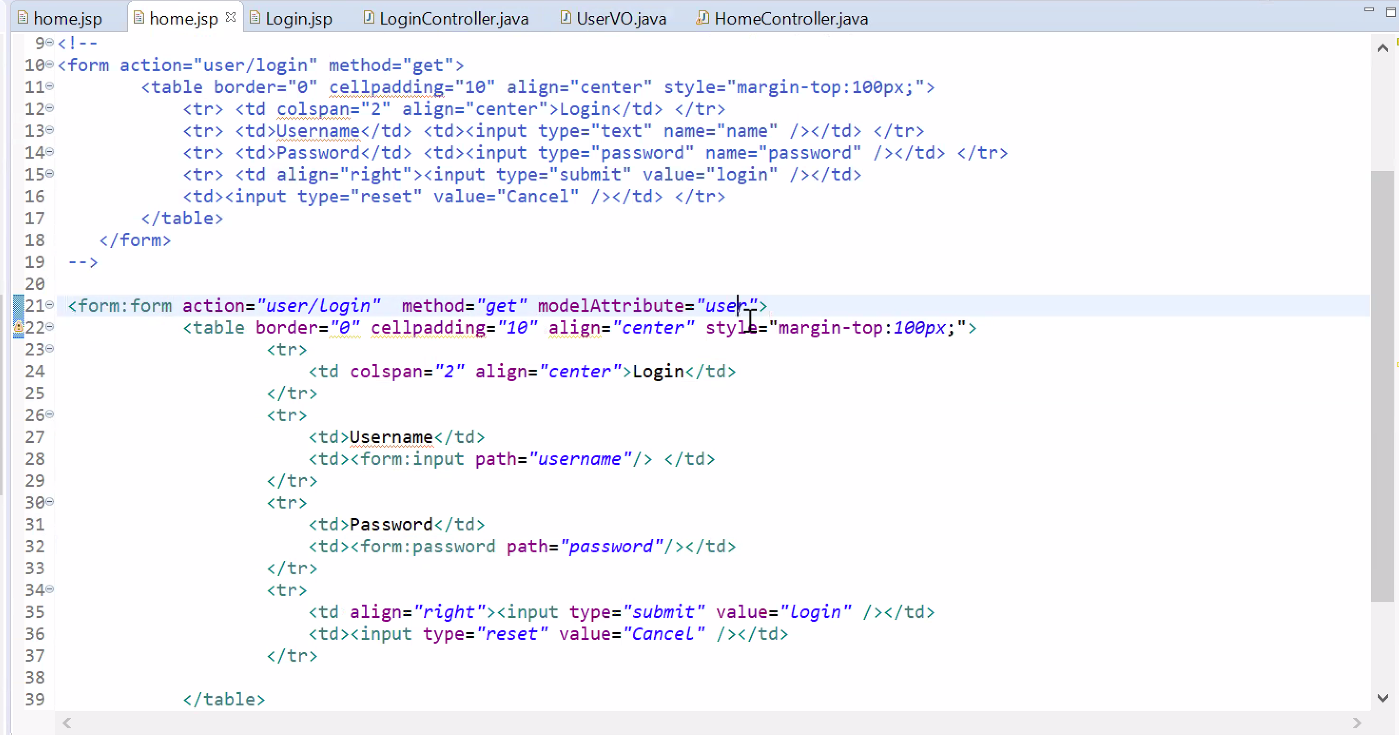 home.jsp home.jsp Login.jsp LoginController.java UserVO.java HomeController.java
9 <!--
10 <form action="user/login" method="get">
11 <table border="0" cellpadding="10" align="center" style="margin-top:100px;">
12 <tr> <td colspan="2" align="center">Login</td> </tr>
13 <tr> <td>Username</td> <td><input type="text" name="name" /></td> </tr>
14 <tr> <td>Password</td> <td><input type="password" name="password" /></td> </tr>
15 <tr> <td align="right"><input type="submit" value="login" /></td>
16 <td><input type="reset" value="Cancel" /></td> </tr>
17 </table>
18 </form>
19 -->
20
21 <form:form action="user/login" method="get" modelAttribute="user">
22 <table border="0" cellpadding="10" align="center" style="margin-top:100px;">
23 <tr>
24 <td colspan="2" align="center">Login</td>
25 </tr>
26 <tr>
27 <td>Username</td>
28 <td><form:input path="username"/> </td>
29 </tr>
30 <tr>
31 <td>Password</td>
32 <td><form:password path="password"/></td>
33 </tr>
34 <tr>
35 <td align="right"><input type="submit" value="login" /></td>
36 <td><input type="reset" value="Cancel" /></td>
37 </tr>
38
39 </table>